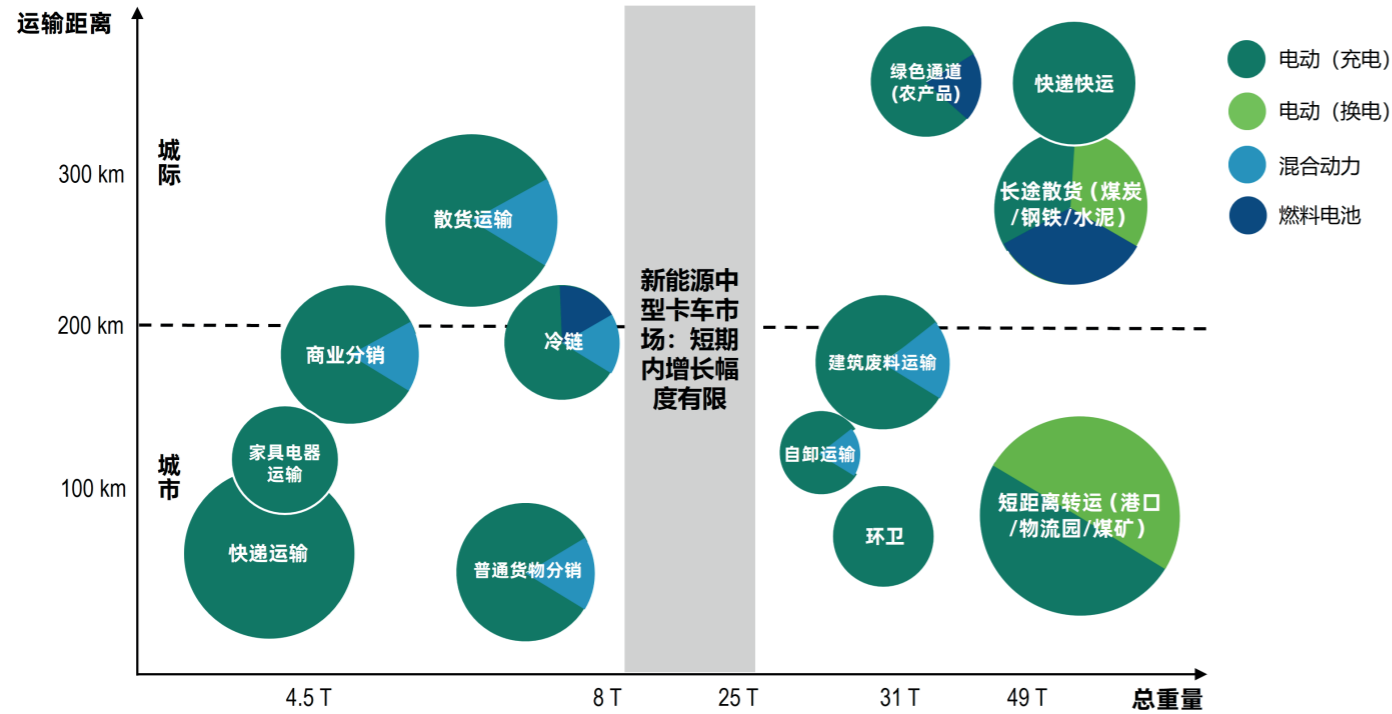 运输距离
城
际
300 km
200 km
城
市
100 km
绿色通道
(农产品)
快递快运
长途散货（煤炭
/钢铁/水泥）
散货运输
商业分销
冷链
家具电器
运输
快递运输
普通货物分销
新能源中
型卡车市
场：短期
内增长幅
度有限
建筑废料运输
自卸运输
环卫
短距离转运（港口
/物流园/煤矿）
4.5 T
8 T
25 T
31 T
49 T
总重量
电动（充电）
电动（换电）
混合动力
燃料电池